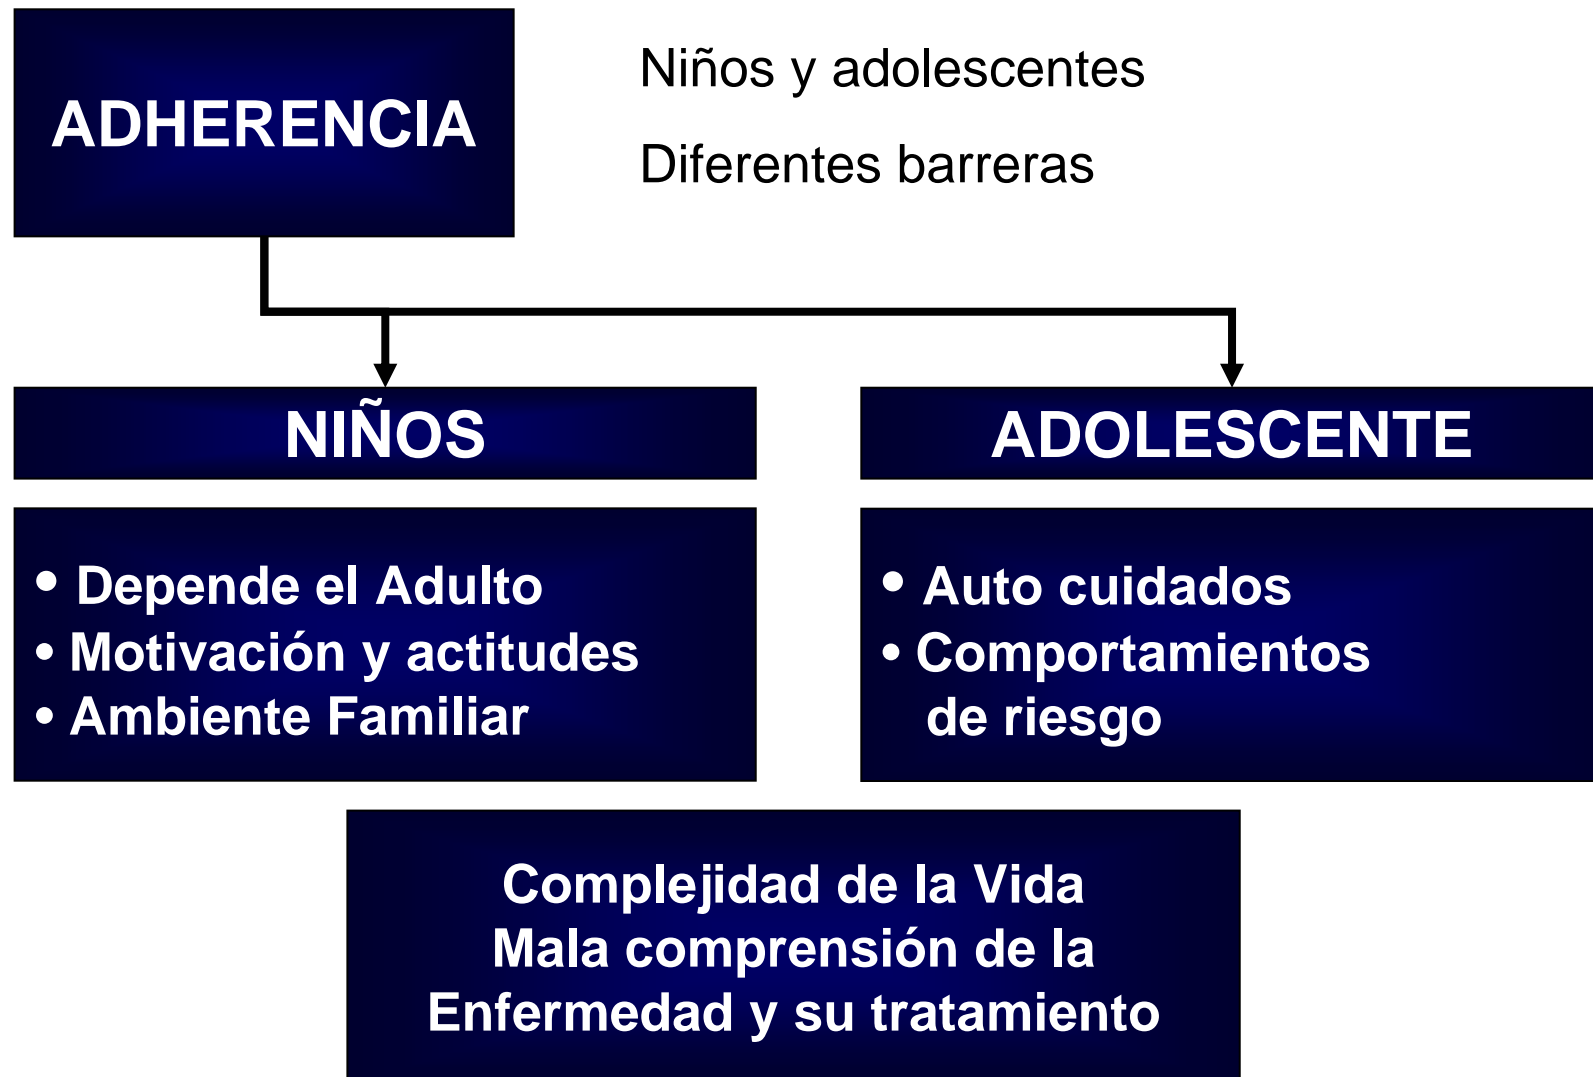 ADHERENCIA
Niños y adolescentes
Diferentes barreras
NIÑOS
• Depende el Adulto
• Motivación y actitudes
• Ambiente Familiar
ADOLESCENTE
• Auto cuidados
• Comportamientos
de riesgo
Complejidad de la Vida
Mala comprensión de la
Enfermedad y su tratamiento